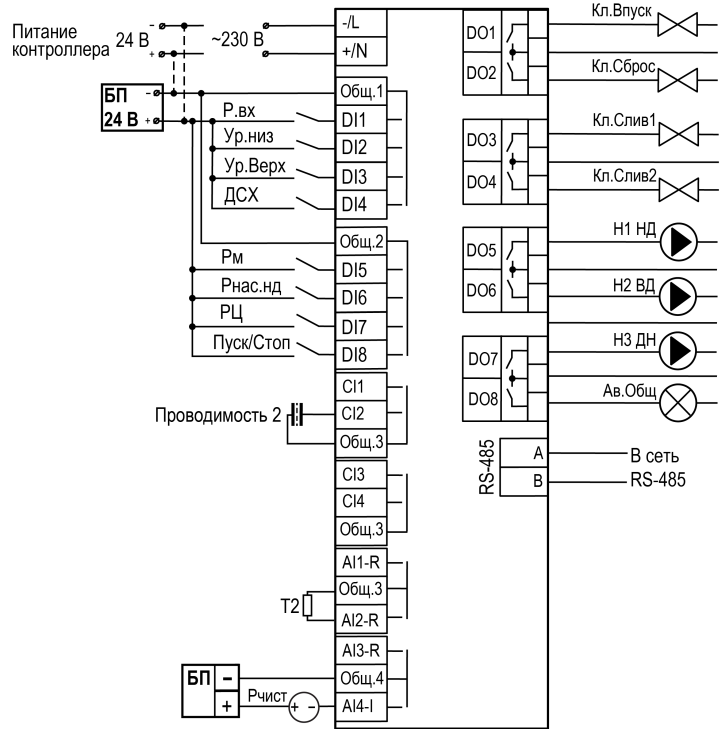 Питание
контроллера
24 В
~230 В
-/L
+/N
БП
24 В
Общ.1
DI1
DI2
DI3
DI4
Р.вх
Ур.низ
Ур.Верх
ДСХ
Общ.2
DI5
DI6
DI7
DI8
Рм
Рнас.нд
РЦ
Пуск/Стоп
CI1
CI2
Общ.3
Проводимость 2
CI3
CI4
Общ.3
AI1-R
Общ.3
AI2-R
Т2
AI3-R
Общ.4
AI4-I
БП
−
+
Рчист
+ −
DO1
DO2
DO3
DO4
DO5
DO6
DO7
DO8
Кл.Впуск
Кл.Сброс
Кл.Слив1
Кл.Слив2
Н1 НД
Н2 ВД
Н3 ДН
Ав.Общ
RS-485
A
B
В сеть
RS-485